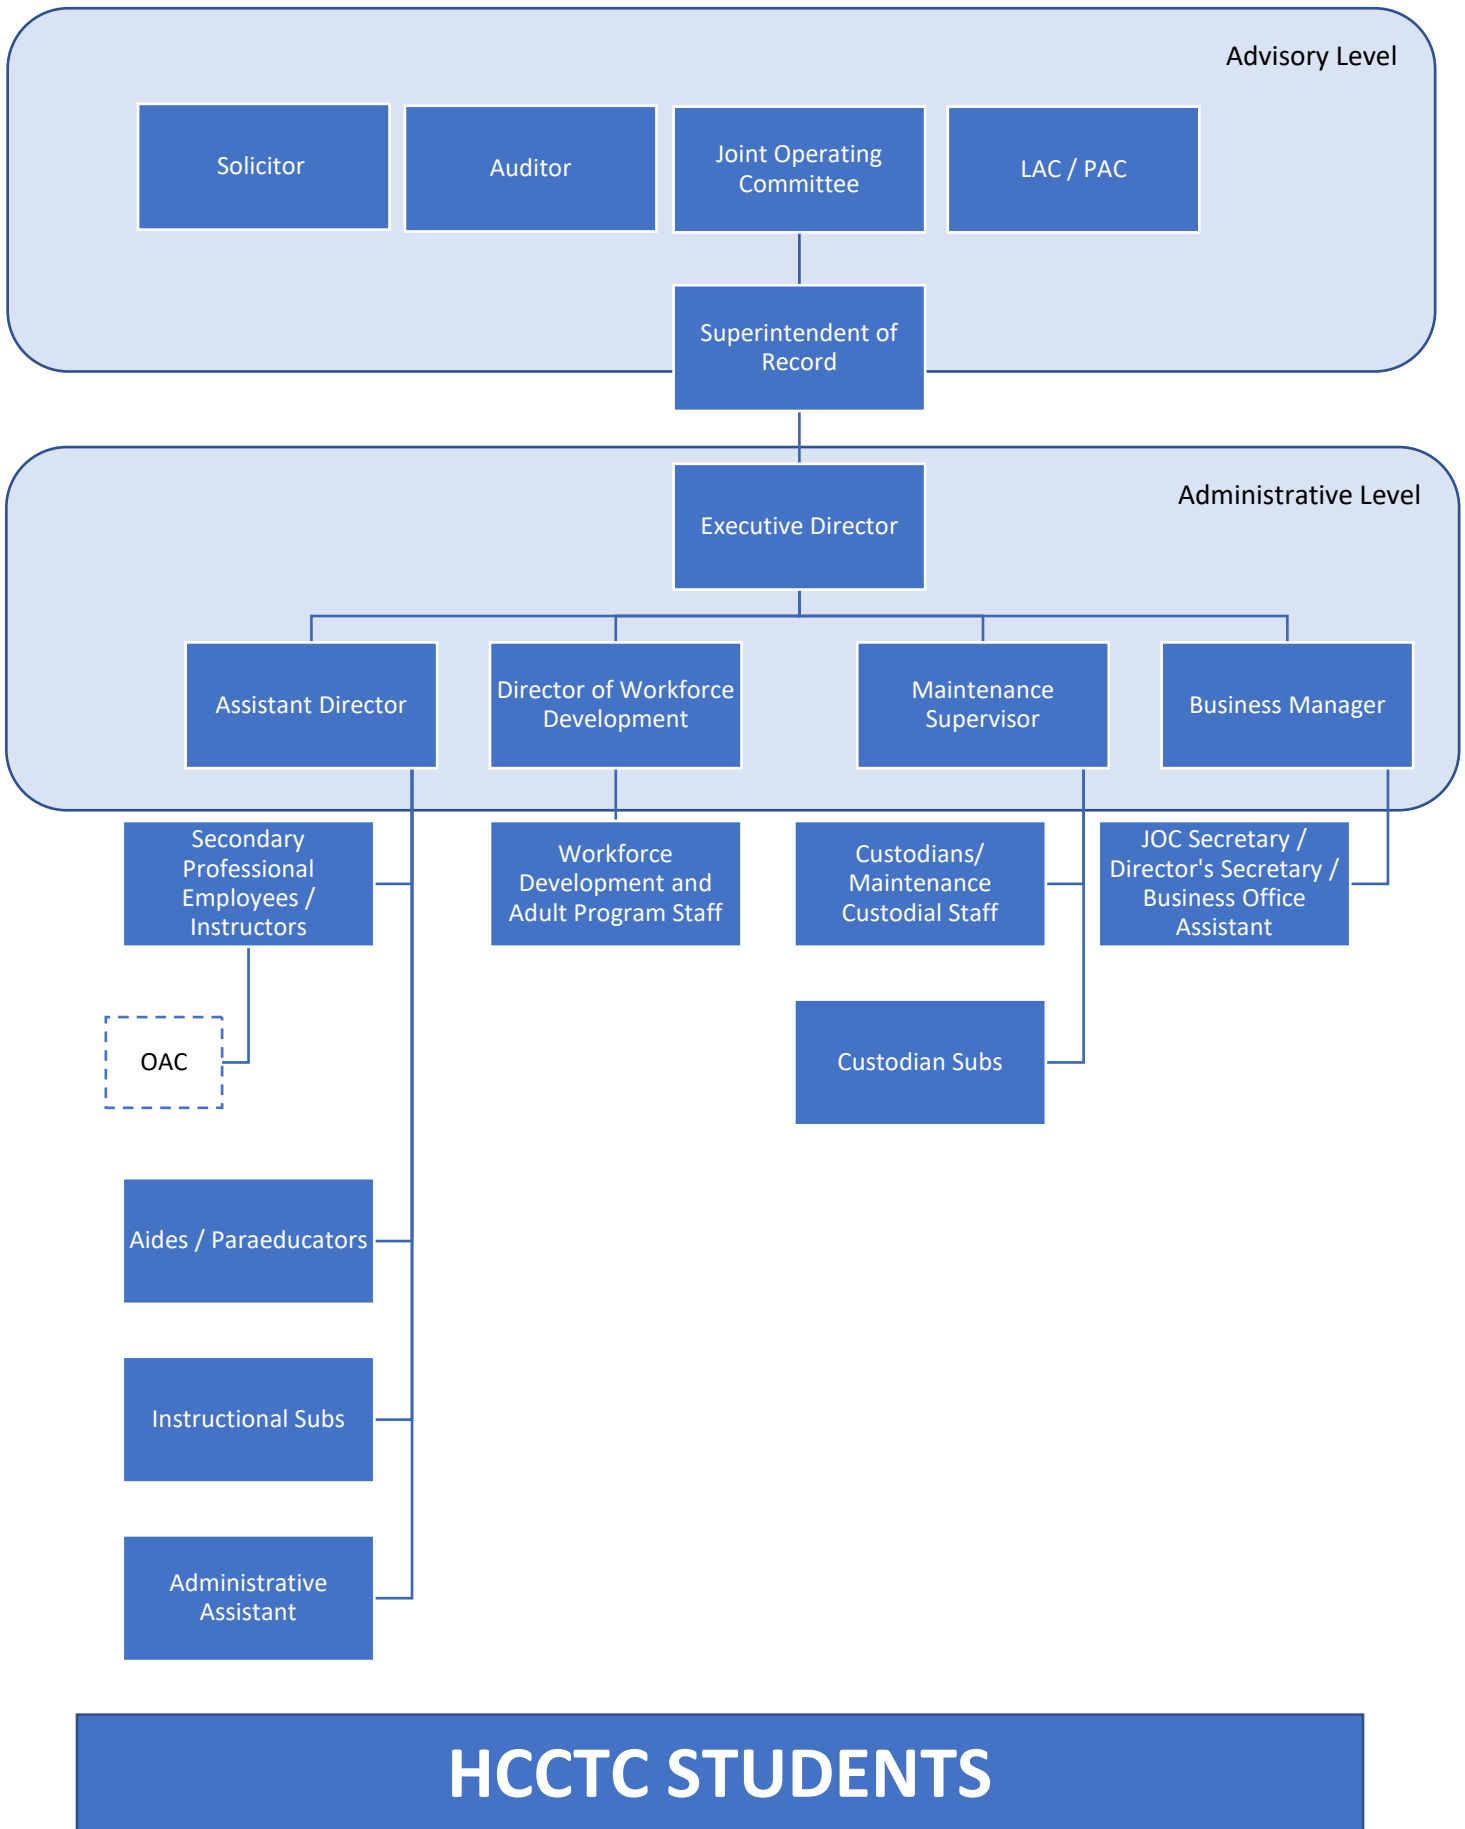 Advisory Level
Solicitor
Auditor
Joint Operating
Committee
LAC / PAC
Superintendent of
Record
Administrative Level
Executive Director
Assistant Director
Director of Workforce
Development
Maintenance
Supervisor
Business Manager
Secondary
Professional
Employees /
Instructors
Workforce
Development and
Adult Program Staff
Custodians/
Maintenance
Custodial Staff
JOC Secretary /
Director's Secretary /
Business Office
Assistant
OAC
Custodian Subs
Aides / Paraeducators
Instructional Subs
Administrative
Assistant
HCCTC STUDENTS